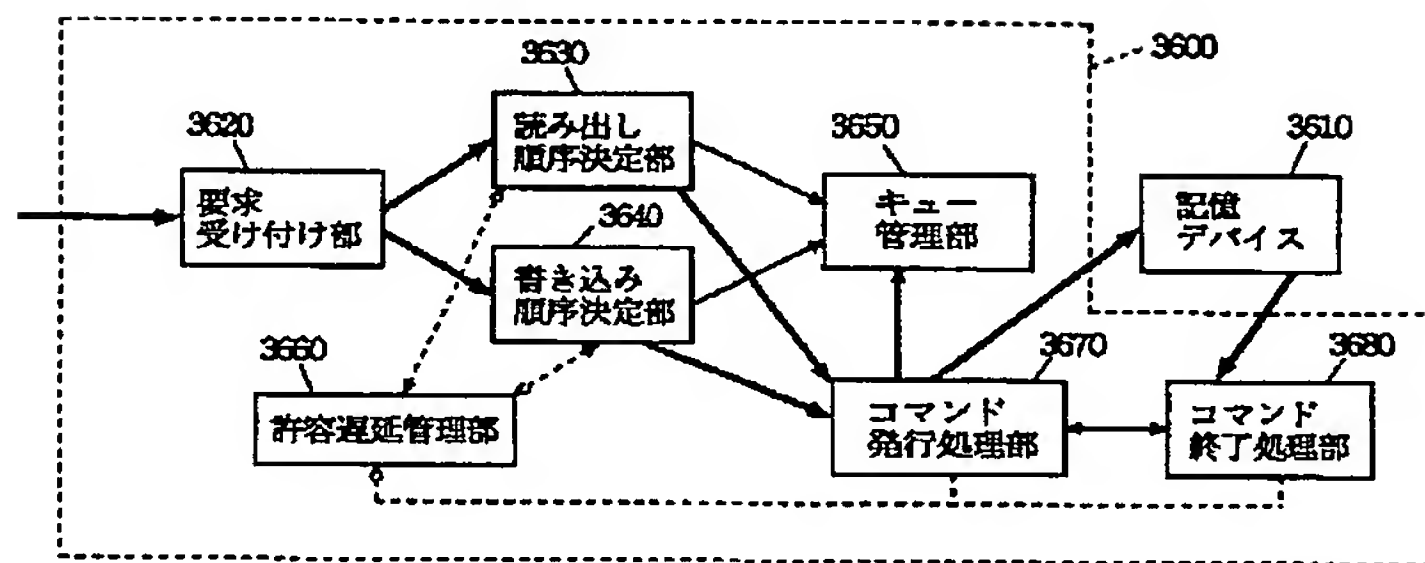 3600
3630
読み出し
順序決定部
3620
要求
受け付け部
3650
キュー
管理部
3610
記憶
デバイス
3640
書き込み
順序決定部
3660
許容遅延管理部
3670
コマンド
発行処理部
3680
コマンド
終了処理部